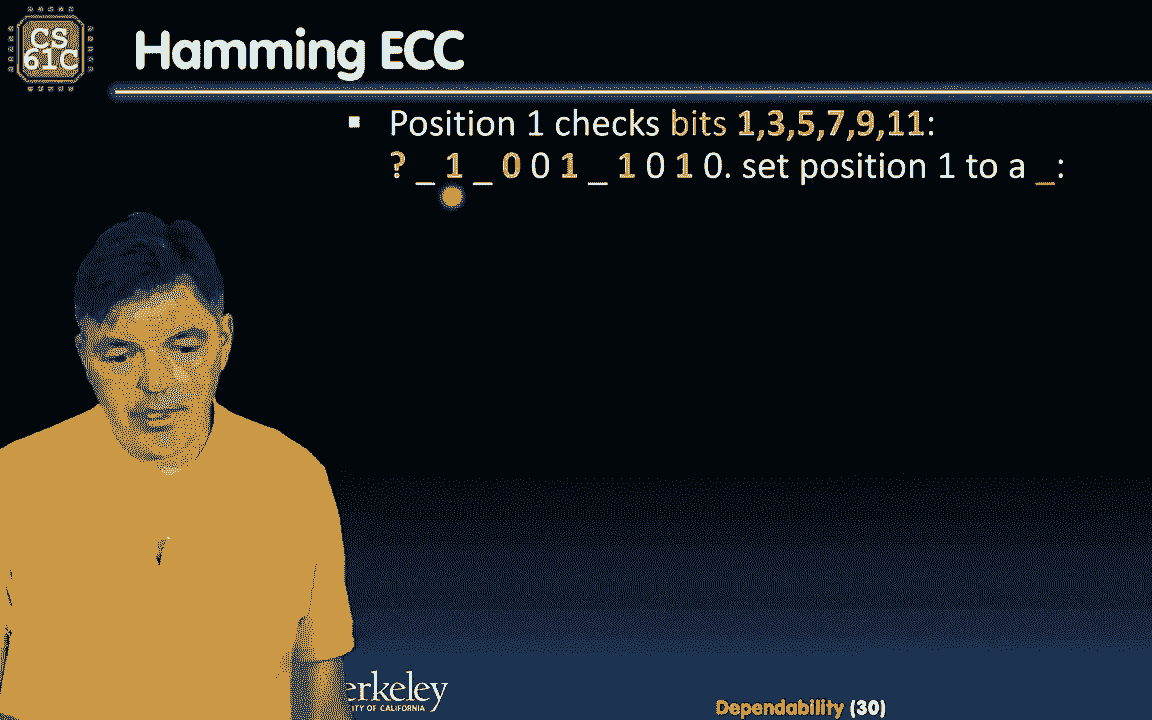 CS
61C
Hamming ECC
▪ Position 1 checks bits 1,3,5,7,9,11:
? _ 1 _ 0 0 1 _ 1 0 1 0. set position 1 to a _:
erkeley
ITY OF CALIFORNIA
Dependability (30)